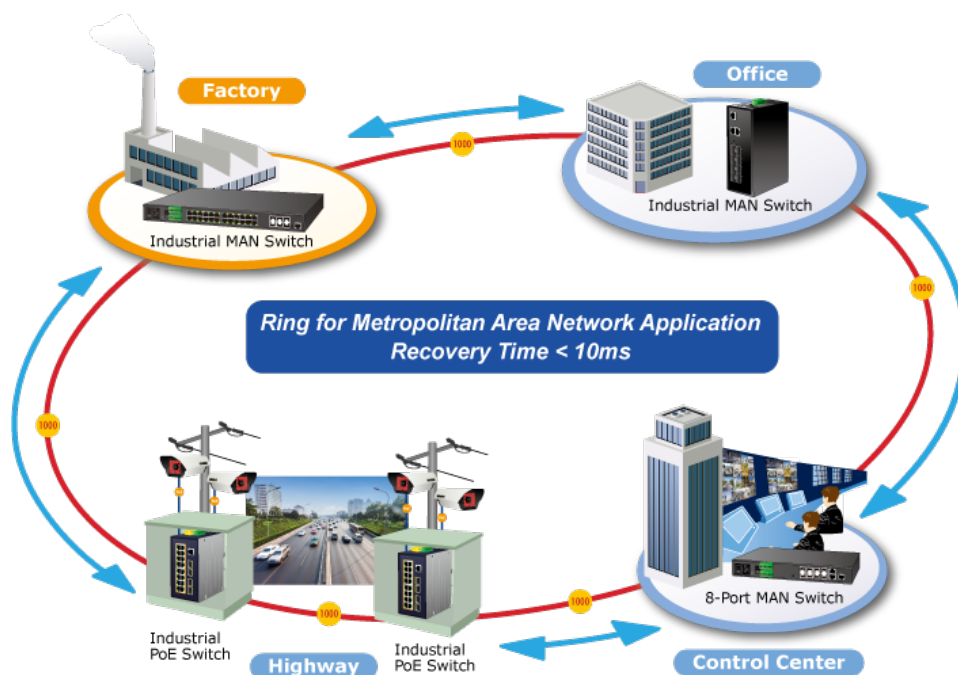 Factory
Office
1000
Industrial MAN Switch
Industrial MAN Switch
1000
Ring for Metropolitan Area Network Application
Recovery Time < 10ms
1000
8-Port MAN Switch
1000
1000
Industrial
PoE Switch
Highway
Industrial
PoE Switch
Control Center